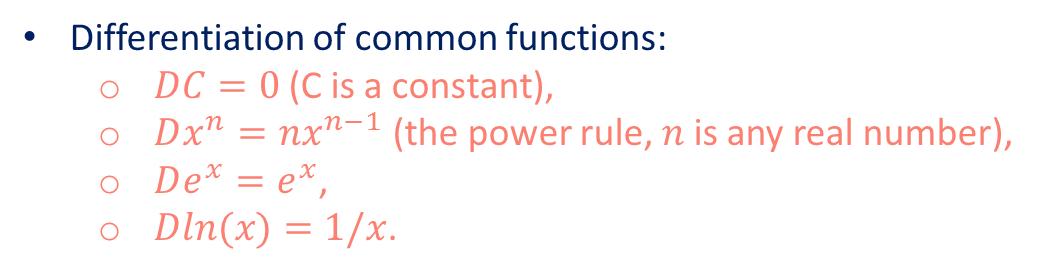 • Differentiation of common functions:
○ DC = 0 (C is a constant),
○ Dxⁿ = nxⁿ⁻¹ (the power rule, n is any real number),
○ Deˣ = eˣ,
○ Dln(x) = 1/x.